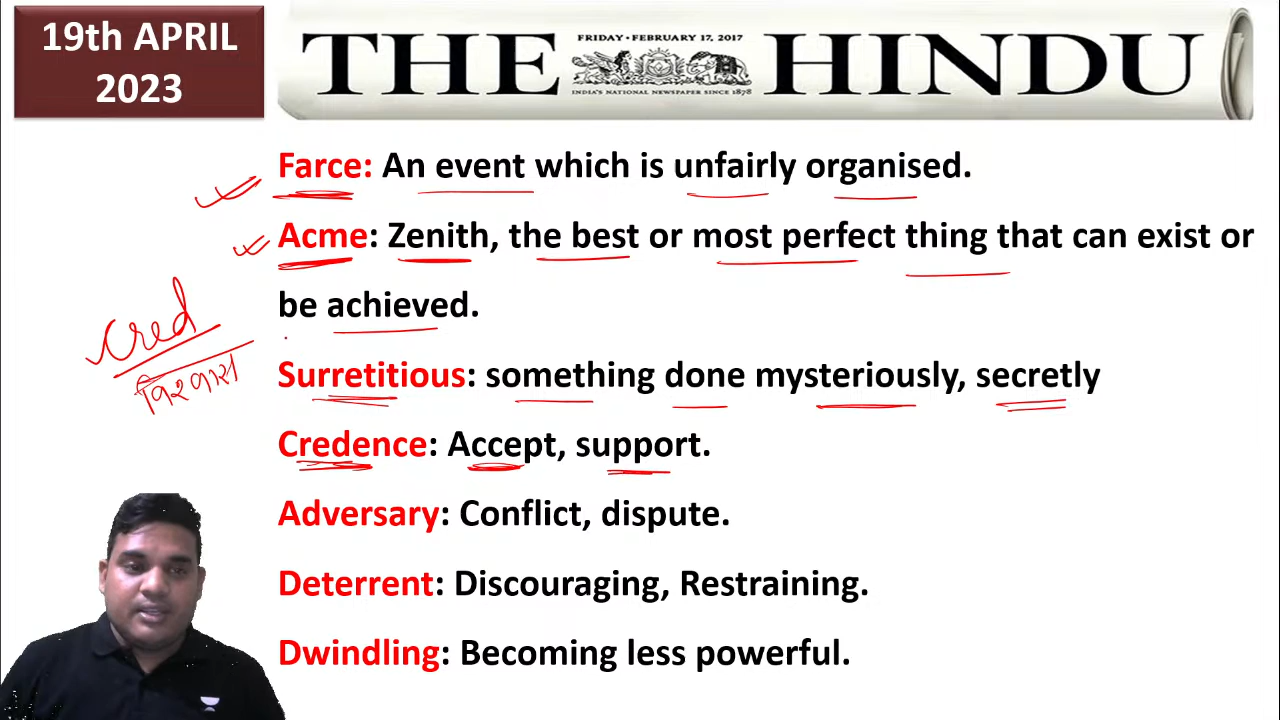 19th APRIL
2023
THE HINDU
FRIDAY • FEBRUARY 17, 2017
INDIA'S NATIONAL NEWSPAPER SINCE 1878
Farce: An event which is unfairly organised.
Acme: Zenith, the best or most perfect thing that can exist or
be achieved.
Cred
विश्वास
Surretitious: something done mysteriously, secretly
Credence: Accept, support.
Adversary: Conflict, dispute.
Deterrent: Discouraging, Restraining.
Dwindling: Becoming less powerful.